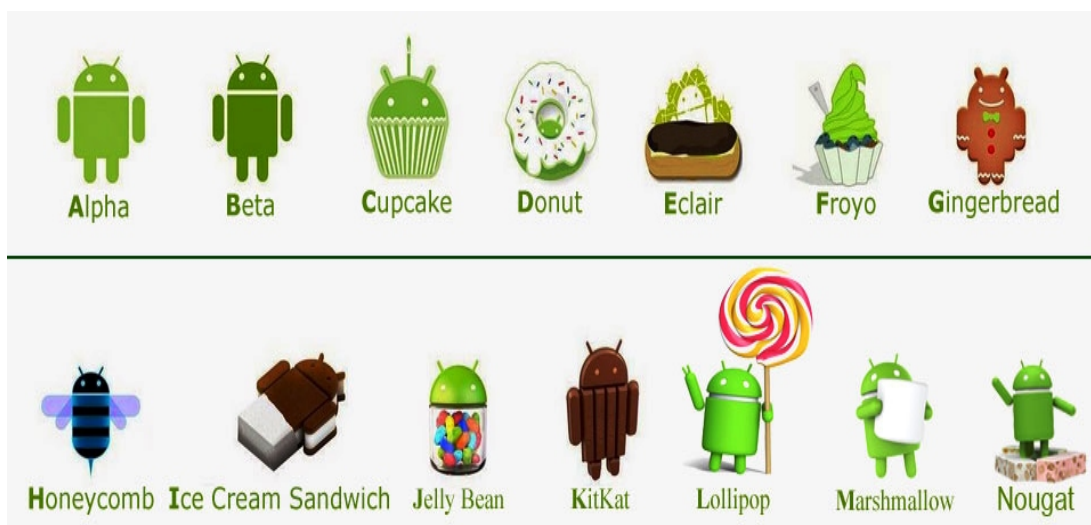 Alpha Beta Cupcake Donut Eclair Froyo Gingerbread
Honeycomb Ice Cream Sandwich Jelly Bean KitKat Lollipop Marshmallow Nougat